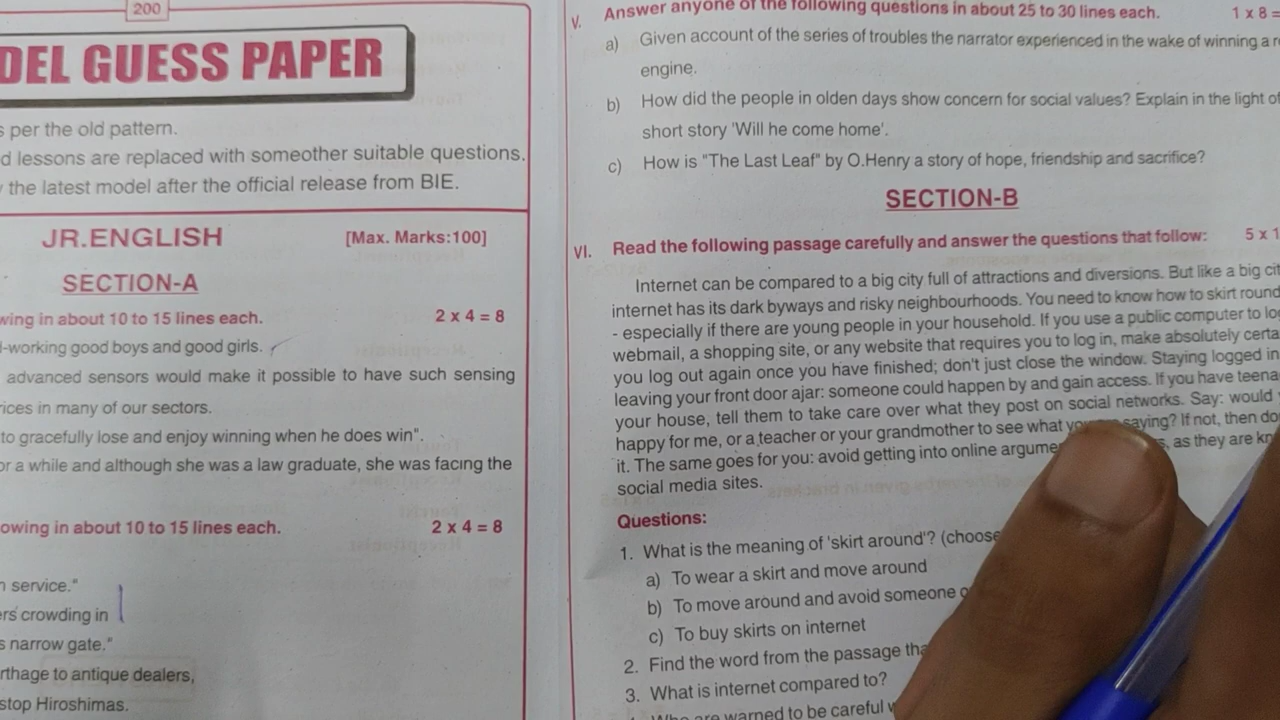 200
DEL GUESS PAPER
s per the old pattern.
d lessons are replaced with someother suitable questions.
the latest model after the official release from BIE.
JR.ENGLISH [Max. Marks:100]
SECTION-A
wing in about 10 to 15 lines each. 2 x 4 = 8
-working good boys and good girls.
advanced sensors would make it possible to have such sensing
rices in many of our sectors.
to gracefully lose and enjoy winning when he does win".
or a while and although she was a law graduate, she was facing the
owing in about 10 to 15 lines each. 2 x 4 = 8
n service."
ers crowding in
s narrow gate."
rthage to antique dealers,
stop Hiroshimas.
V. Answer anyone of the following questions in about 25 to 30 lines each. 1 x 8 =
a) Given account of the series of troubles the narrator experienced in the wake of winning a r
engine.
b) How did the people in olden days show concern for social values? Explain in the light of
short story 'Will he come home'.
c) How is "The Last Leaf" by O.Henry a story of hope, friendship and sacrifice?
SECTION-B
VI. Read the following passage carefully and answer the questions that follow: 5 x 1
Internet can be compared to a big city full of attractions and diversions. But like a big cit
internet has its dark byways and risky neighbourhoods. You need to know how to skirt round
- especially if there are young people in your household. If you use a public computer to lo
webmail, a shopping site, or any website that requires you to log in, make absolutely certa
you log out again once you have finished; don't just close the window. Staying logged in
leaving your front door ajar: someone could happen by and gain access. If you have teena
your house, tell them to take care over what they post on social networks. Say: would
happy for me, or a teacher or your grandmother to see what saying? If not, then do
it. The same goes for you: avoid getting into online argume s, as they are kn
social media sites.
Questions:
1. What is the meaning of 'skirt around'? (choose
a) To wear a skirt and move around
b) To move around and avoid someone o
c) To buy skirts on internet
2. Find the word from the passage tha
3. What is internet compared to?
Who are warned to be careful w